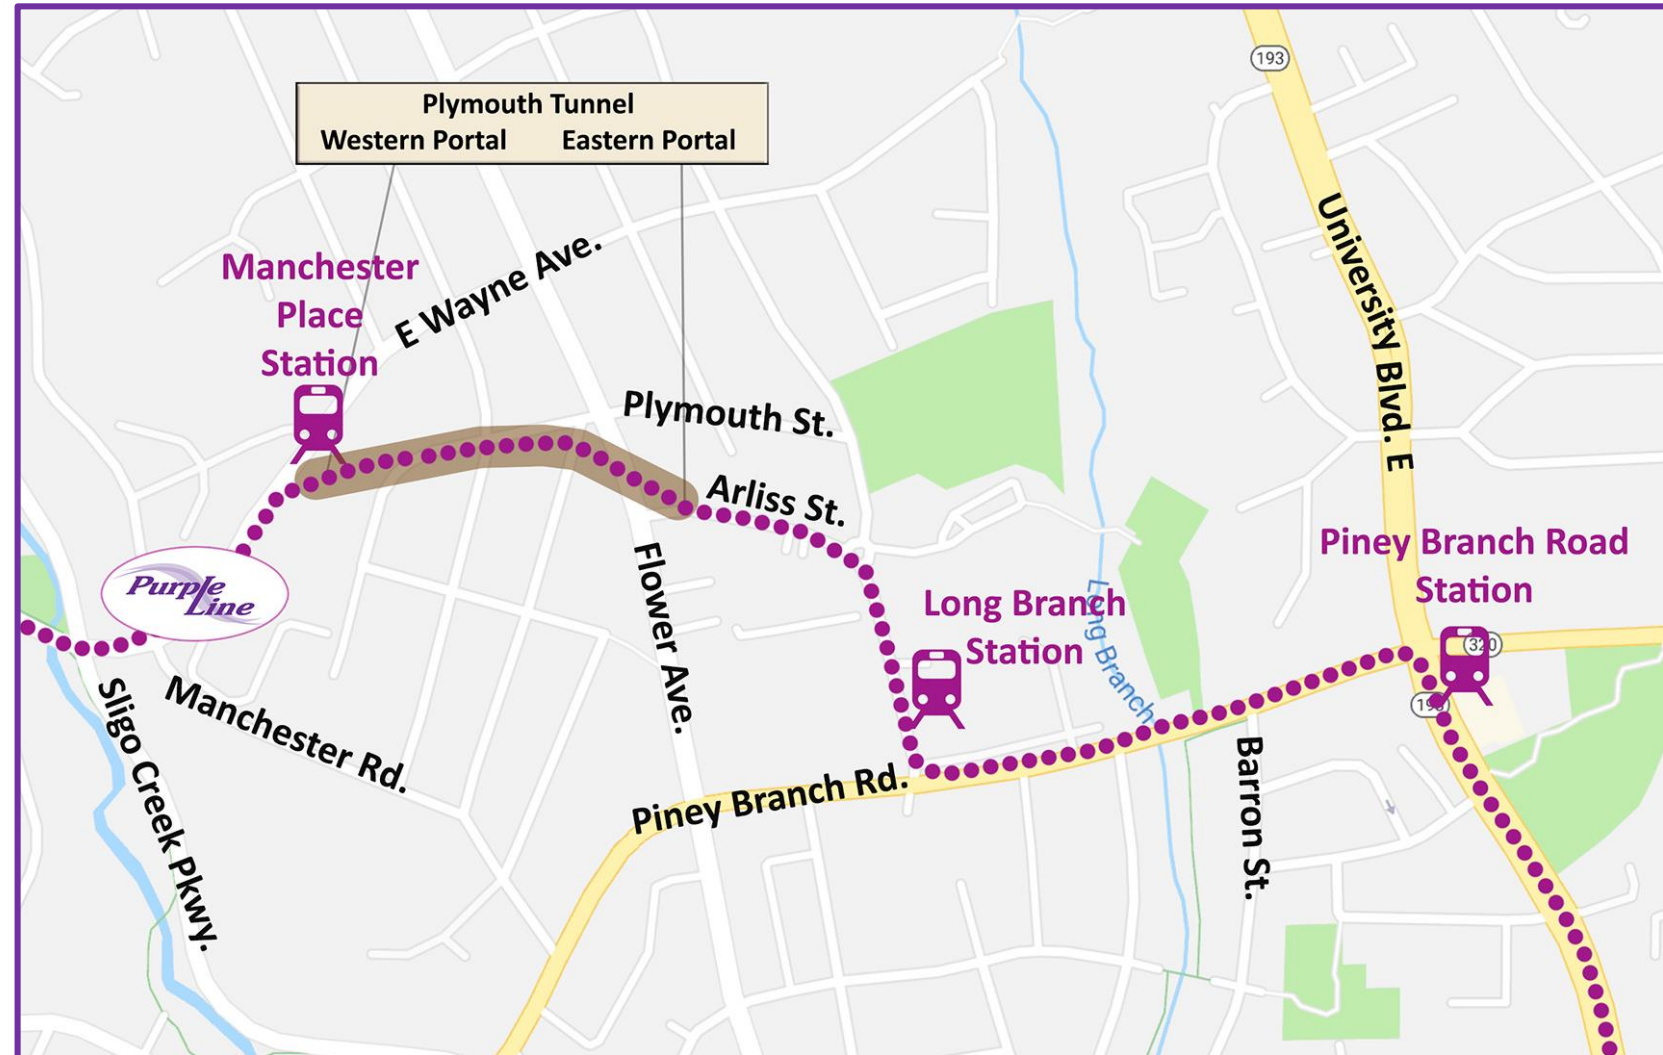 193
Plymouth Tunnel
Western Portal Eastern Portal
University Blvd. E
E Wayne Ave.
Manchester
Place
Station
Plymouth St.
Arliss St.
Piney Branch Road
Station
Purple
Line
Flower Ave.
Long Branch
Station
Long Branch
320
193
Sligo Creek Pkwy.
Manchester Rd.
Piney Branch Rd.
Barron St.